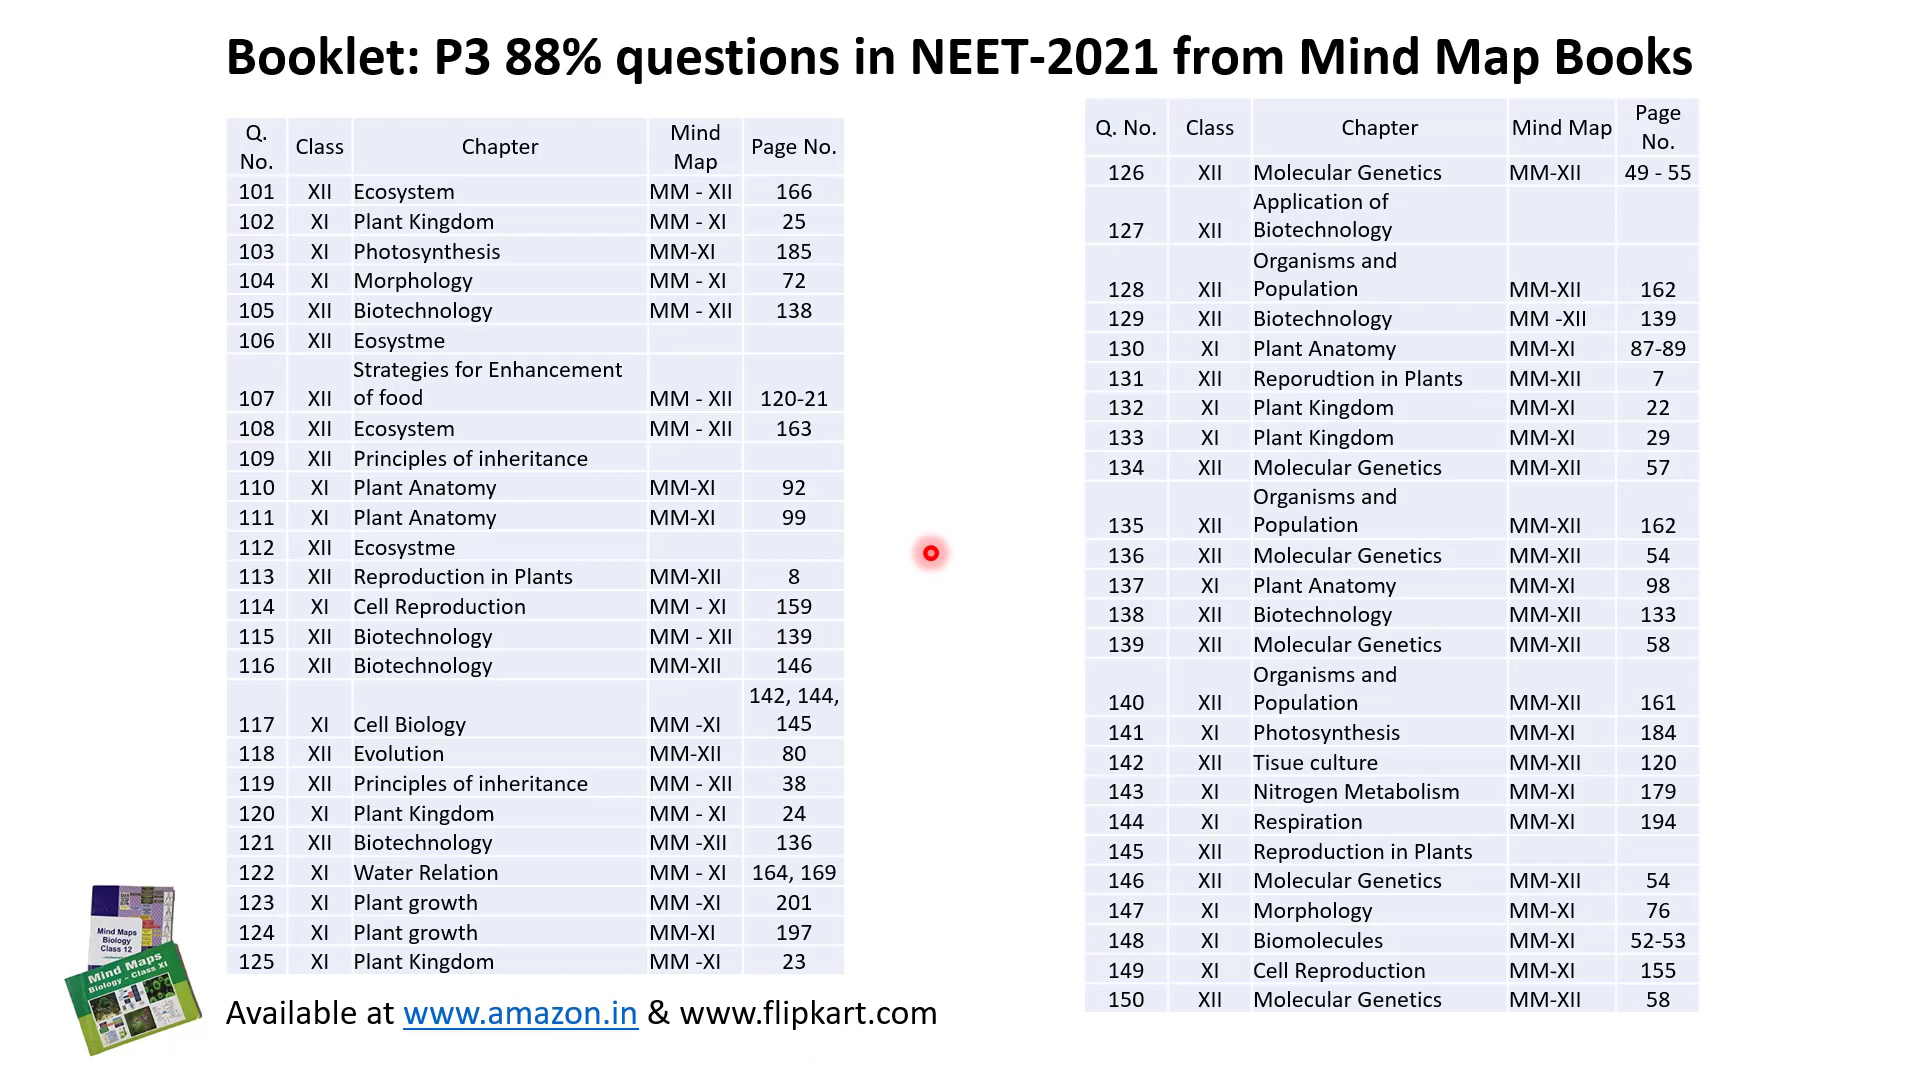 Booklet: P3 88% questions in NEET-2021 from Mind Map Books
Q. No. Class Chapter Mind Map Page No.
101 XII Ecosystem MM - XII 166
102 XI Plant Kingdom MM - XI 25
103 XI Photosynthesis MM-XI 185
104 XI Morphology MM - XI 72
105 XII Biotechnology MM - XII 138
106 XII Eosystme
107 XII Strategies for Enhancement of food MM - XII 120-21
108 XII Ecosystem MM - XII 163
109 XII Principles of inheritance
110 XI Plant Anatomy MM-XI 92
111 XI Plant Anatomy MM-XI 99
112 XII Ecosystme
113 XII Reproduction in Plants MM-XII 8
114 XI Cell Reproduction MM - XI 159
115 XII Biotechnology MM - XII 139
116 XII Biotechnology MM-XII 146
117 XI Cell Biology MM -XI 142, 144, 145
118 XII Evolution MM-XII 80
119 XII Principles of inheritance MM - XII 38
120 XI Plant Kingdom MM - XI 24
121 XII Biotechnology MM -XII 136
122 XI Water Relation MM - XI 164, 169
123 XI Plant growth MM -XI 201
124 XI Plant growth MM-XI 197
125 XI Plant Kingdom MM -XI 23
Q. No. Class Chapter Mind Map Page No.
126 XII Molecular Genetics MM-XII 49 - 55
127 XII Application of Biotechnology
128 XII Organisms and Population MM-XII 162
129 XII Biotechnology MM -XII 139
130 XI Plant Anatomy MM-XI 87-89
131 XII Reporudtion in Plants MM-XII 7
132 XI Plant Kingdom MM-XI 22
133 XI Plant Kingdom MM-XI 29
134 XII Molecular Genetics MM-XII 57
135 XII Organisms and Population MM-XII 162
136 XII Molecular Genetics MM-XII 54
137 XI Plant Anatomy MM-XI 98
138 XII Biotechnology MM-XII 133
139 XII Molecular Genetics MM-XII 58
140 XII Organisms and Population MM-XII 161
141 XI Photosynthesis MM-XI 184
142 XII Tisue culture MM-XII 120
143 XI Nitrogen Metabolism MM-XI 179
144 XI Respiration MM-XI 194
145 XII Reproduction in Plants
146 XII Molecular Genetics MM-XII 54
147 XI Morphology MM-XI 76
148 XI Biomolecules MM-XI 52-53
149 XI Cell Reproduction MM-XI 155
150 XII Molecular Genetics MM-XII 58
Mind Maps
Biology
Class 12
Mind Maps
Biology - Class XI
Available at www.amazon.in & www.flipkart.com